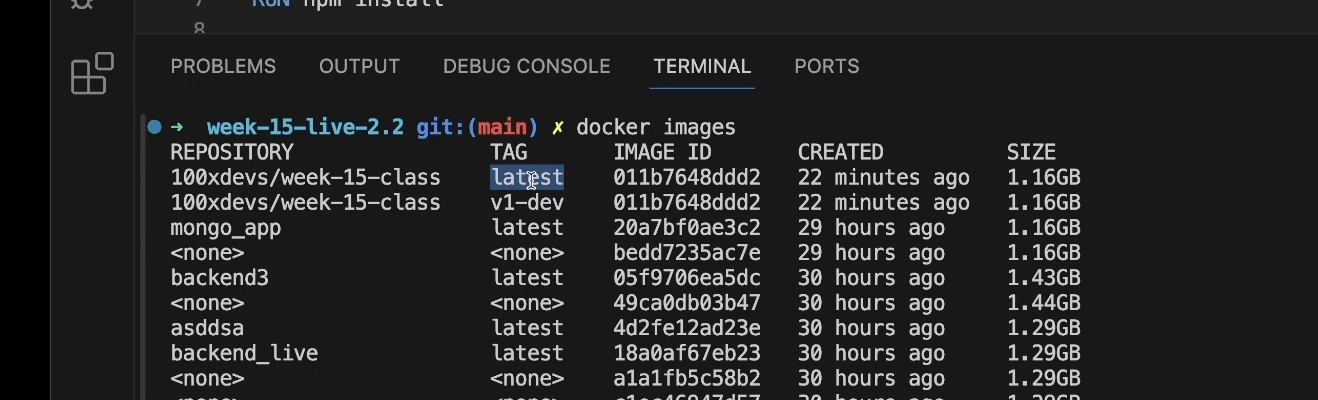 7 RUN npm install
8
PROBLEMS OUTPUT DEBUG CONSOLE TERMINAL PORTS
➜ week-15-live-2.2 git:(main) ✗ docker images
REPOSITORY TAG IMAGE ID CREATED SIZE
100xdevs/week-15-class latest 011b7648ddd2 22 minutes ago 1.16GB
100xdevs/week-15-class v1-dev 011b7648ddd2 22 minutes ago 1.16GB
mongo_app latest 20a7bf0ae3c2 29 hours ago 1.16GB
<none> <none> bedd7235ac7e 29 hours ago 1.16GB
backend3 latest 05f9706ea5dc 30 hours ago 1.43GB
<none> <none> 49ca0db03b47 30 hours ago 1.44GB
asddsa latest 4d2fe12ad23e 30 hours ago 1.29GB
backend_live latest 18a0af67eb23 30 hours ago 1.29GB
<none> <none> a1a1fb5c58b2 30 hours ago 1.29GB